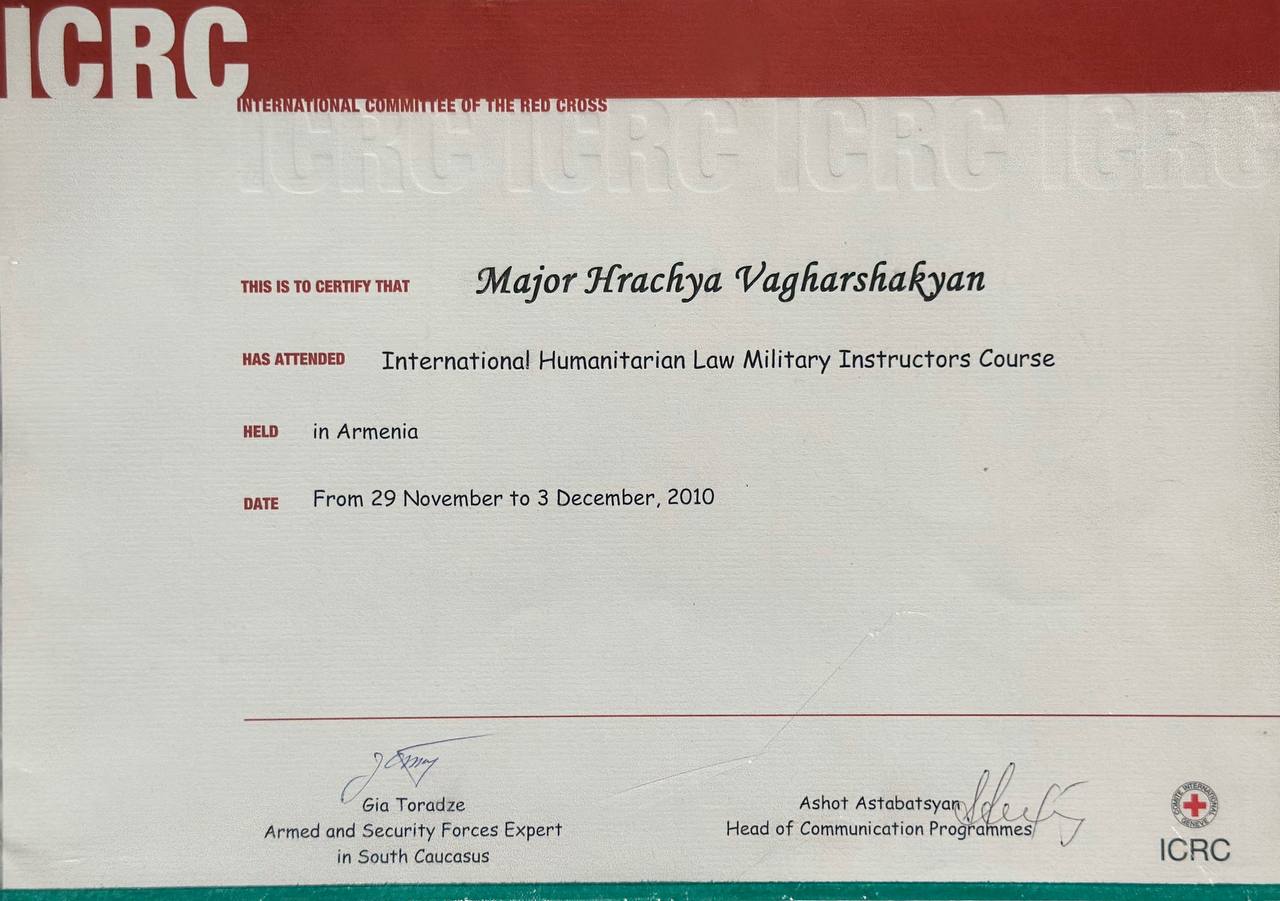 ICRC
INTERNATIONAL COMMITTEE OF THE RED CROSS
ICRC ICRC ICRC ICRC
THIS IS TO CERTIFY THAT Major Hrachya Vagharshakyan
HAS ATTENDED International Humanitarian Law Military Instructors Course
HELD in Armenia
DATE From 29 November to 3 December, 2010
Gia Toradze
Armed and Security Forces Expert
in South Caucasus
Ashot Astabatsyan
Head of Communication Programmes
COMITE INTERNATIONAL GENEVE
ICRC